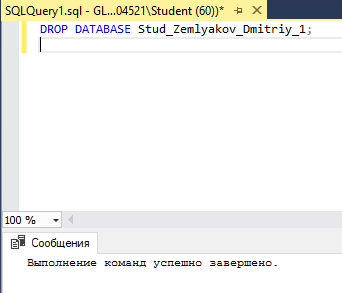 SQLQuery1.sql - GL...04521\Student (60))*
DROP DATABASE Stud_Zemlyakov_Dmitriy_1;
100 %
Сообщения
Выполнение команд успешно завершено.